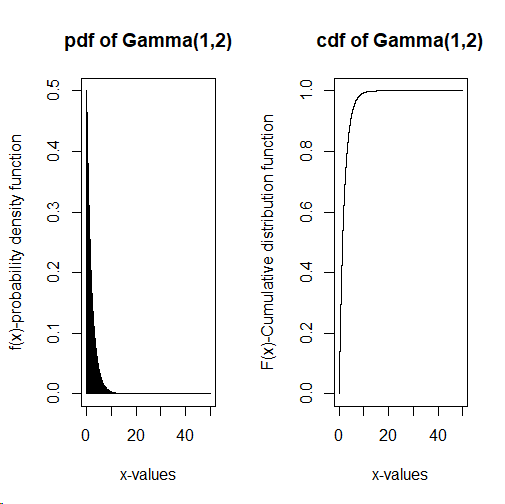 pdf of Gamma(1,2)
f(x)-probability density function
0.5
0.4
0.3
0.2
0.1
0.0
0 20 40
x-values
cdf of Gamma(1,2)
F(x)-Cumulative distribution function
1.0
0.8
0.6
0.4
0.2
0.0
0 20 40
x-values